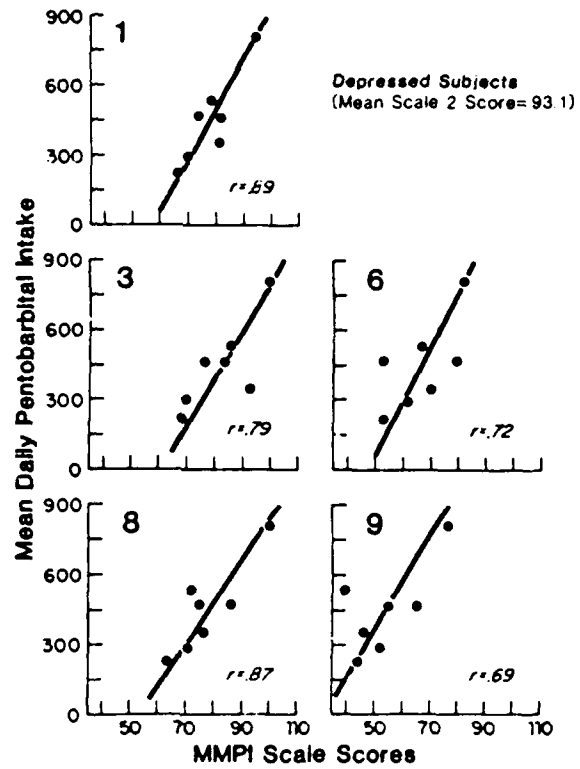 900
600
300
0
1
r=.89
Depressed Subjects
(Mean Scale 2 Score=93.1)
Mean Daily Pentobarbital Intake
900
600
300
0
3
r=.79
6
r=.72
900
600
300
0
8
r=.87
9
r=.69
50 70 90 110 50 70 90 110
MMPI Scale Scores